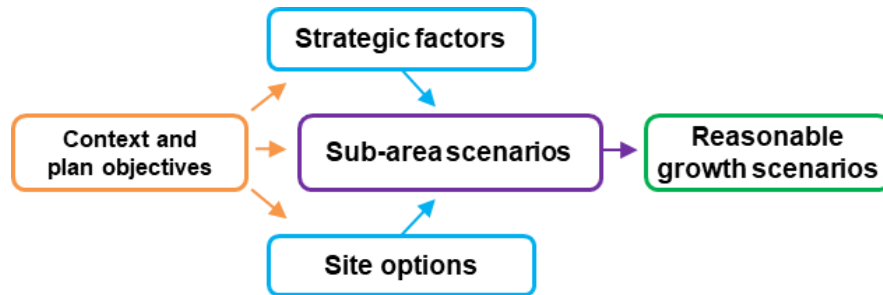 Strategic factors
Context and
plan objectives
Sub-area scenarios
Reasonable
growth scenarios
Site options